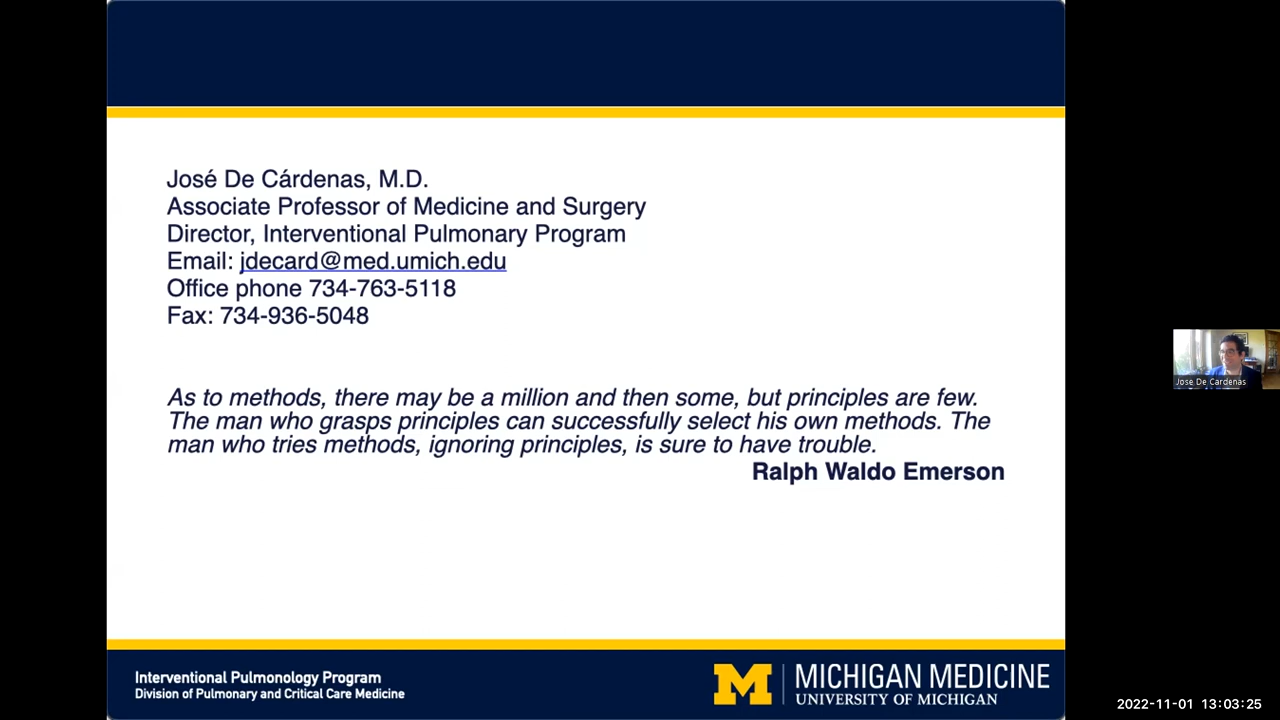 José De Cárdenas, M.D.
Associate Professor of Medicine and Surgery
Director, Interventional Pulmonary Program
Email: jdecard@med.umich.edu
Office phone 734-763-5118
Fax: 734-936-5048
As to methods, there may be a million and then some, but principles are few.
The man who grasps principles can successfully select his own methods. The
man who tries methods, ignoring principles, is sure to have trouble.
Ralph Waldo Emerson
Jose De Cardenas
Interventional Pulmonology Program
Division of Pulmonary and Critical Care Medicine
M
MICHIGAN MEDICINE
UNIVERSITY OF MICHIGAN
2022-11-01 13:03:25